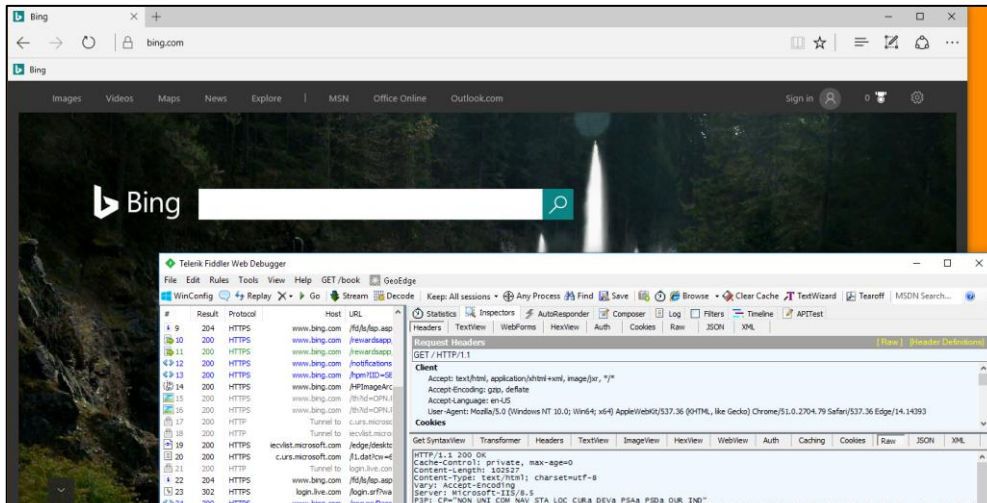 Bing
bing.com
Bing
Images Videos Maps News Explore | MSN Office Online Outlook.com Sign in 0
Bing
Telerik Fiddler Web Debugger
File Edit Rules Tools View Help GET /book GeoEdge
WinConfig Replay X Go Stream Decode Keep: All sessions Any Process Find Save Browse Clear Cache TextWizard Tearoff MSDN Search...
# Result Protocol Host URL
9 204 HTTPS www.bing.com /fd/ls/lsp.asp
10 200 HTTPS www.bing.com /rewardsapp,
11 200 HTTPS www.bing.com /rewardsapp,
12 200 HTTPS www.bing.com /notifications
13 200 HTTPS www.bing.com /hpm?IID=SE
14 200 HTTPS www.bing.com /HPImageArc
15 200 HTTPS www.bing.com /th?id=OPN.
16 200 HTTPS www.bing.com /th?id=OPN.
17 200 HTTP Tunnel to c.urs.microsc
18 200 HTTP Tunnel to iecvlist.micro
19 200 HTTPS iecvlist.microsoft.com /edge/deskto
20 200 HTTPS c.urs.microsoft.com /l1.dat?cw=6
21 200 HTTP Tunnel to login.live.con
22 204 HTTPS www.bing.com /fd/ls/lsp.asp
23 302 HTTPS login.live.com /login.srf?wa
Statistics Inspectors AutoResponder Composer Log Filters Timeline APITest
Headers TextView WebForms HexView Auth Cookies Raw JSON XML
Request Headers [ Raw ] [Header Definitions]
GET / HTTP/1.1
Client
Accept: text/html, application/xhtml+xml, image/jxr, */*
Accept-Encoding: gzip, deflate
Accept-Language: en-US
User-Agent: Mozilla/5.0 (Windows NT 10.0; Win64; x64) AppleWebKit/537.36 (KHTML, like Gecko) Chrome/51.0.2704.79 Safari/537.36 Edge/14.14393
Cookies
Get SyntaxView Transformer Headers TextView ImageView HexView WebView Auth Caching Cookies Raw JSON XML
HTTP/1.1 200 OK
Cache-Control: private, max-age=0
Content-Length: 102527
Content-Type: text/html; charset=utf-8
Vary: Accept-Encoding
Server: Microsoft-IIS/8.5
P3P: CP="NON UNI COM NAV STA LOC CURa DEVa PSAa PSDa OUR IND"